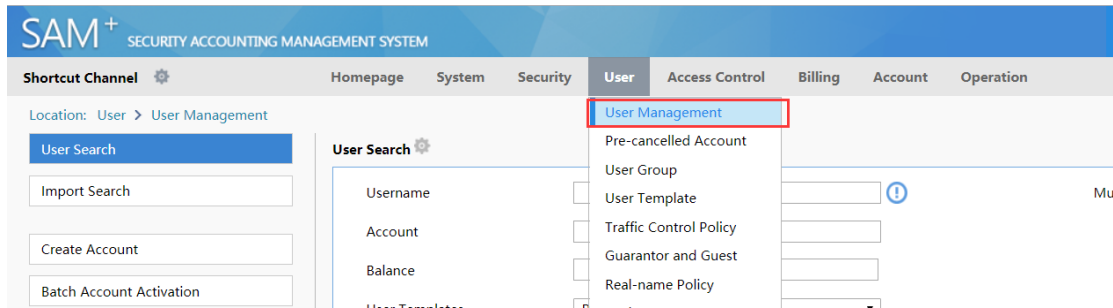 SAM+ SECURITY ACCOUNTING MANAGEMENT SYSTEM
Shortcut Channel Homepage System Security User Access Control Billing Account Operation
Location: User > User Management
User Search
Import Search
Create Account
Batch Account Activation
User Management
Pre-cancelled Account
User Group
User Template
Traffic Control Policy
Guarantor and Guest
Real-name Policy
User Search
Username
Account
Balance